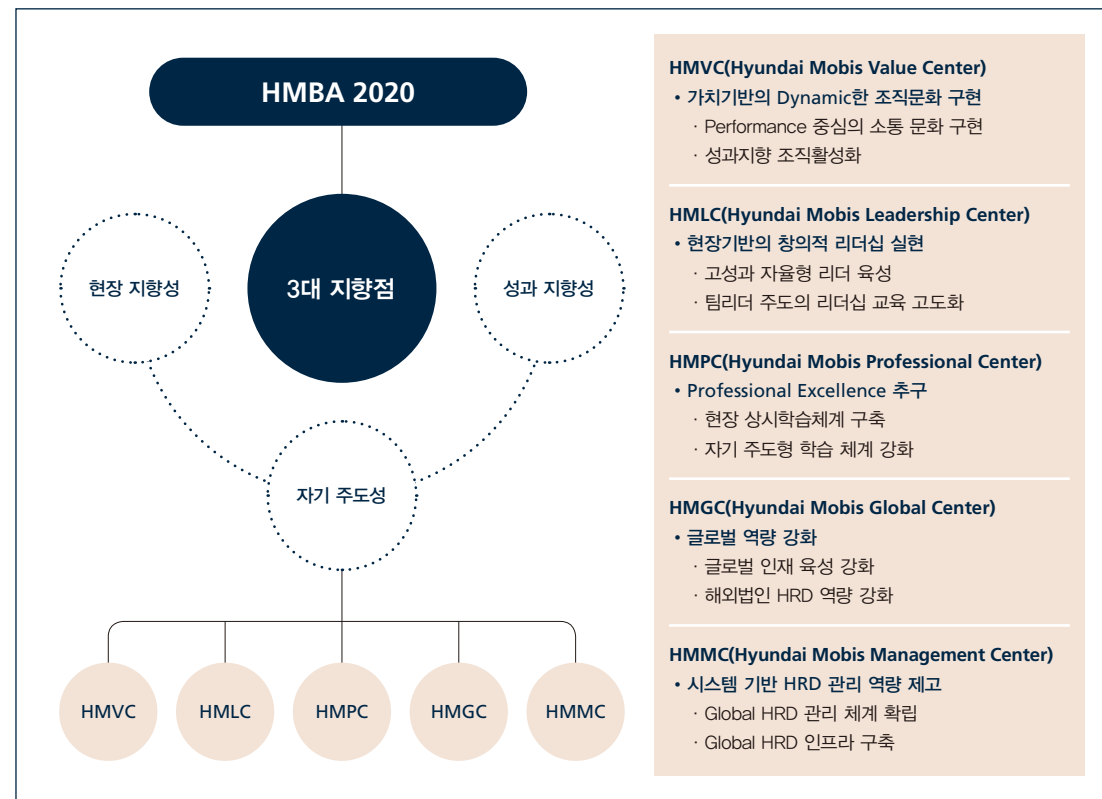 HMBA 2020
현장 지향성
3대 지향점
성과 지향성
자기 주도성
HMVC
HMLC
HMPC
HMGC
HMMC
HMVC(Hyundai Mobis Value Center)
• 가치기반의 Dynamic한 조직문화 구현
· Performance 중심의 소통 문화 구현
· 성과지향 조직활성화
HMLC(Hyundai Mobis Leadership Center)
• 현장기반의 창의적 리더십 실현
· 고성과 자율형 리더 육성
· 팀리더 주도의 리더십 교육 고도화
HMPC(Hyundai Mobis Professional Center)
• Professional Excellence 추구
· 현장 상시학습체계 구축
· 자기 주도형 학습 체계 강화
HMGC(Hyundai Mobis Global Center)
• 글로벌 역량 강화
· 글로벌 인재 육성 강화
· 해외법인 HRD 역량 강화
HMMC(Hyundai Mobis Management Center)
• 시스템 기반 HRD 관리 역량 제고
· Global HRD 관리 체계 확립
· Global HRD 인프라 구축